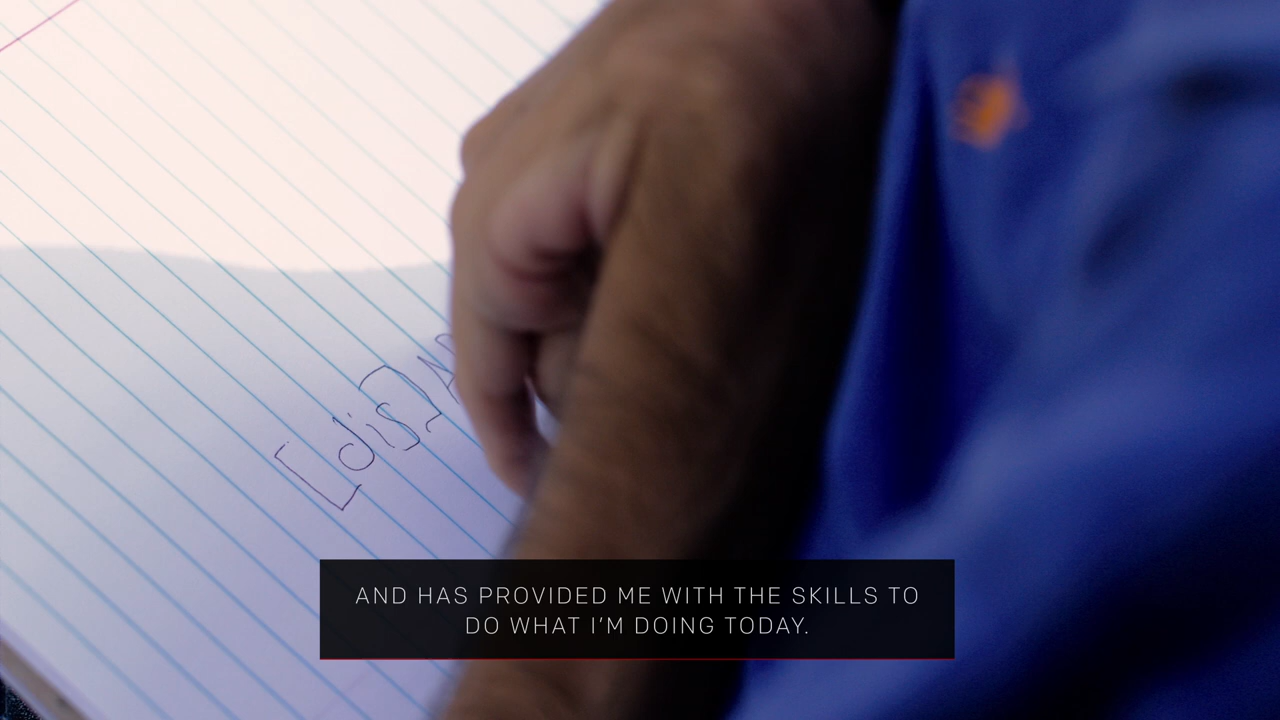 [dis]A
AND HAS PROVIDED ME WITH THE SKILLS TO
DO WHAT I'M DOING TODAY.